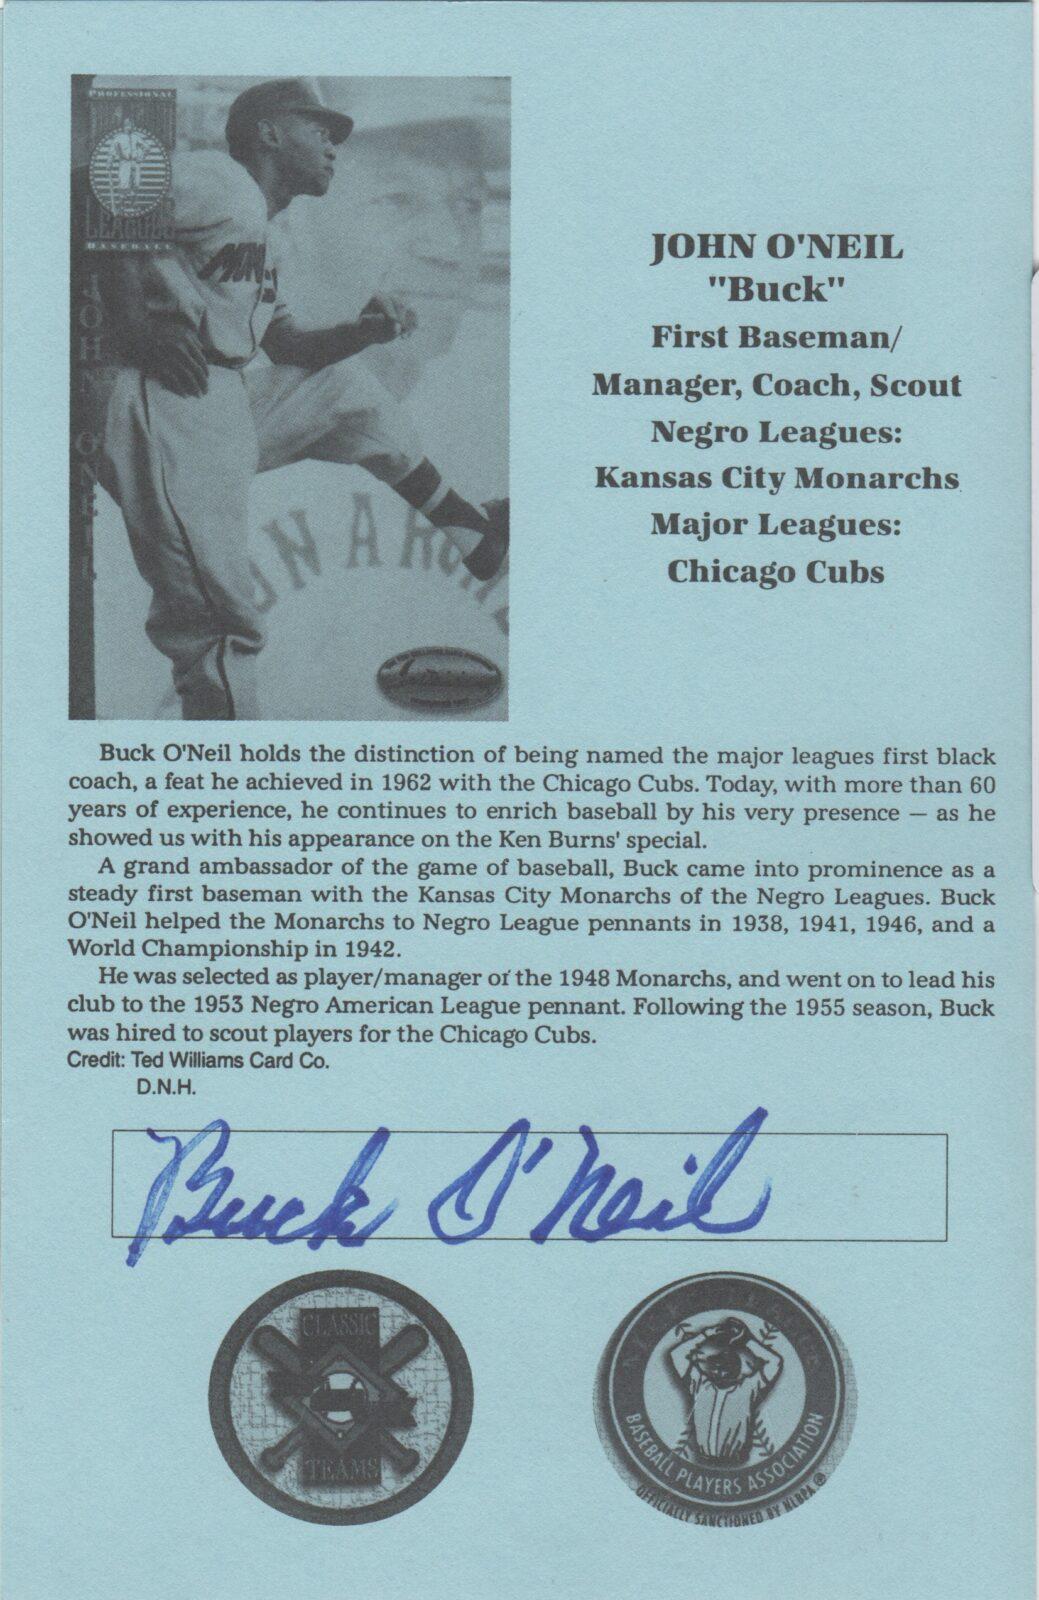 PROFESSIONAL
LEAGUES
BASEBALL
JOHN O'NEIL
MON
ONARCH
JOHN O'NEIL
"Buck"
First Baseman/
Manager, Coach, Scout
Negro Leagues:
Kansas City Monarchs
Major Leagues:
Chicago Cubs
Buck O'Neil holds the distinction of being named the major leagues first black
coach, a feat he achieved in 1962 with the Chicago Cubs. Today, with more than 60
years of experience, he continues to enrich baseball by his very presence — as he
showed us with his appearance on the Ken Burns' special.
A grand ambassador of the game of baseball, Buck came into prominence as a
steady first baseman with the Kansas City Monarchs of the Negro Leagues. Buck
O'Neil helped the Monarchs to Negro League pennants in 1938, 1941, 1946, and a
World Championship in 1942.
He was selected as player/manager of the 1948 Monarchs, and went on to lead his
club to the 1953 Negro American League pennant. Following the 1955 season, Buck
was hired to scout players for the Chicago Cubs.
Credit: Ted Williams Card Co.
D.N.H.
Buck O'Neil
CLASSIC
TEAMS
BASEBALL PLAYERS ASSOCIATION
OFFICIALLY SANCTIONED BY NLBPA ®